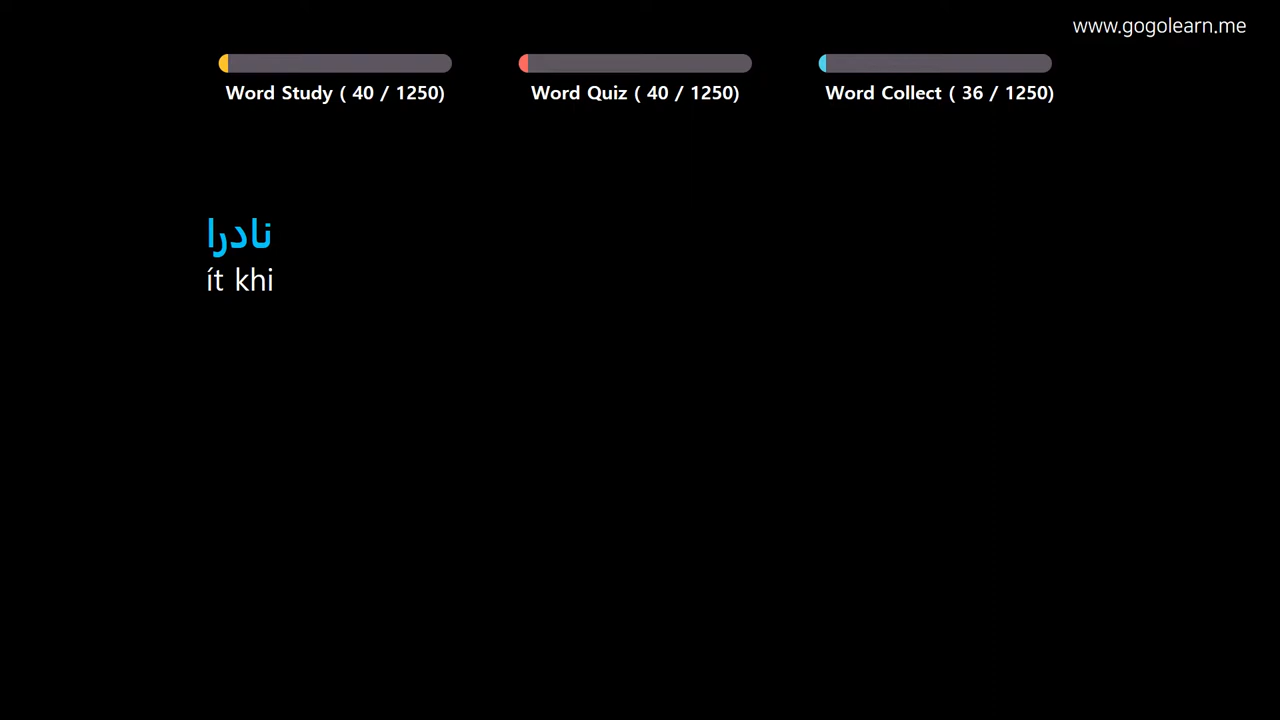 www.gogolearn.me
Word Study ( 40 / 1250)
Word Quiz ( 40 / 1250)
Word Collect ( 36 / 1250)
نادرا
ít khi